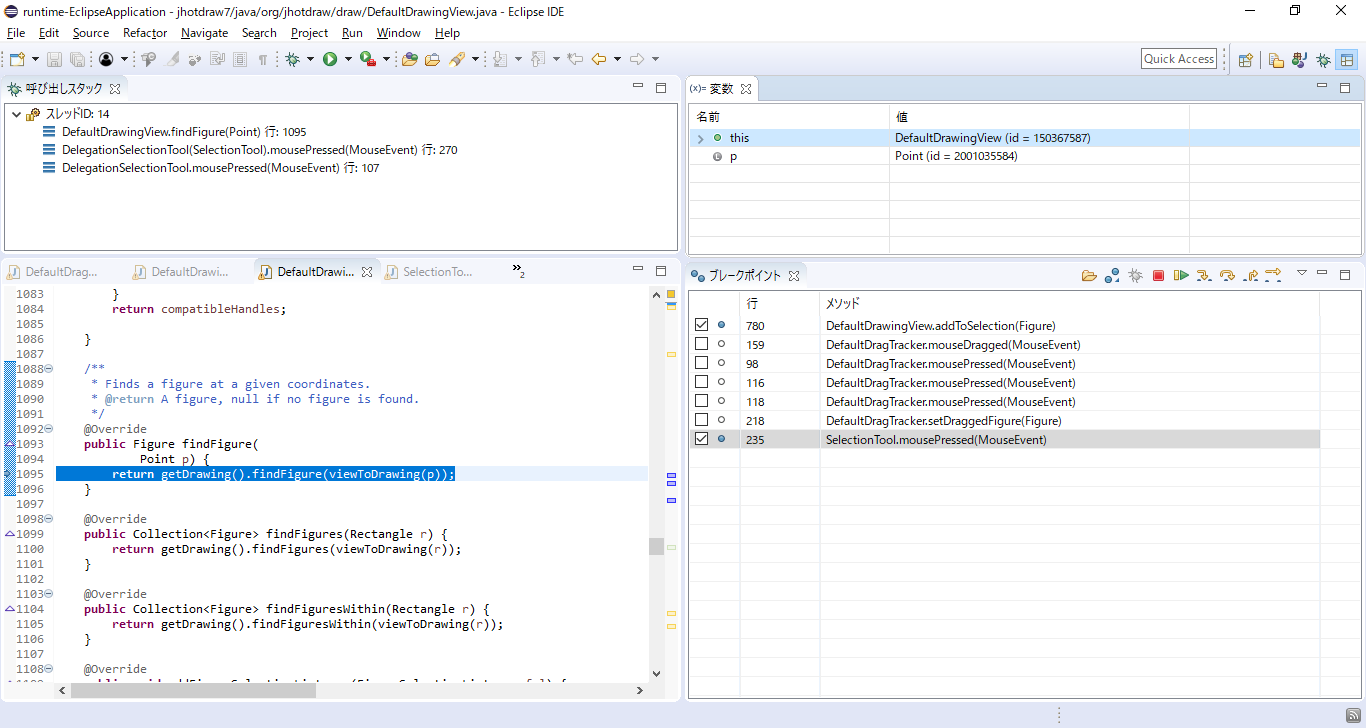 runtime-EclipseApplication - jhotdraw7/java/org/jhotdraw/draw/DefaultDrawingView.java - Eclipse IDE
File Edit Source Refactor Navigate Search Project Run Window Help
Quick Access
呼び出しスタック
スレッドID: 14
DefaultDrawingView.findFigure(Point) 行: 1095
DelegationSelectionTool(SelectionTool).mousePressed(MouseEvent) 行: 270
DelegationSelectionTool.mousePressed(MouseEvent) 行: 107
(x)= 変数
名前 値
this DefaultDrawingView (id = 150367587)
p Point (id = 2001035584)
DefaultDrag... DefaultDrawi... DefaultDrawi... SelectionTo... »2
1083 }
1084 return compatibleHandles;
1085
1086 }
1087
1088 /**
1089 * Finds a figure at a given coordinates.
1090 * @return A figure, null if no figure is found.
1091 */
1092 @Override
1093 public Figure findFigure(
1094 Point p) {
1095 return getDrawing().findFigure(viewToDrawing(p));
1096 }
1097
1098 @Override
1099 public Collection<Figure> findFigures(Rectangle r) {
1100 return getDrawing().findFigures(viewToDrawing(r));
1101 }
1102
1103 @Override
1104 public Collection<Figure> findFiguresWithin(Rectangle r) {
1105 return getDrawing().findFiguresWithin(viewToDrawing(r));
1106 }
1107
1108 @Override
ブレークポイント
行 メソッド
780 DefaultDrawingView.addToSelection(Figure)
159 DefaultDragTracker.mouseDragged(MouseEvent)
98 DefaultDragTracker.mousePressed(MouseEvent)
116 DefaultDragTracker.mousePressed(MouseEvent)
118 DefaultDragTracker.mousePressed(MouseEvent)
218 DefaultDragTracker.setDraggedFigure(Figure)
235 SelectionTool.mousePressed(MouseEvent)